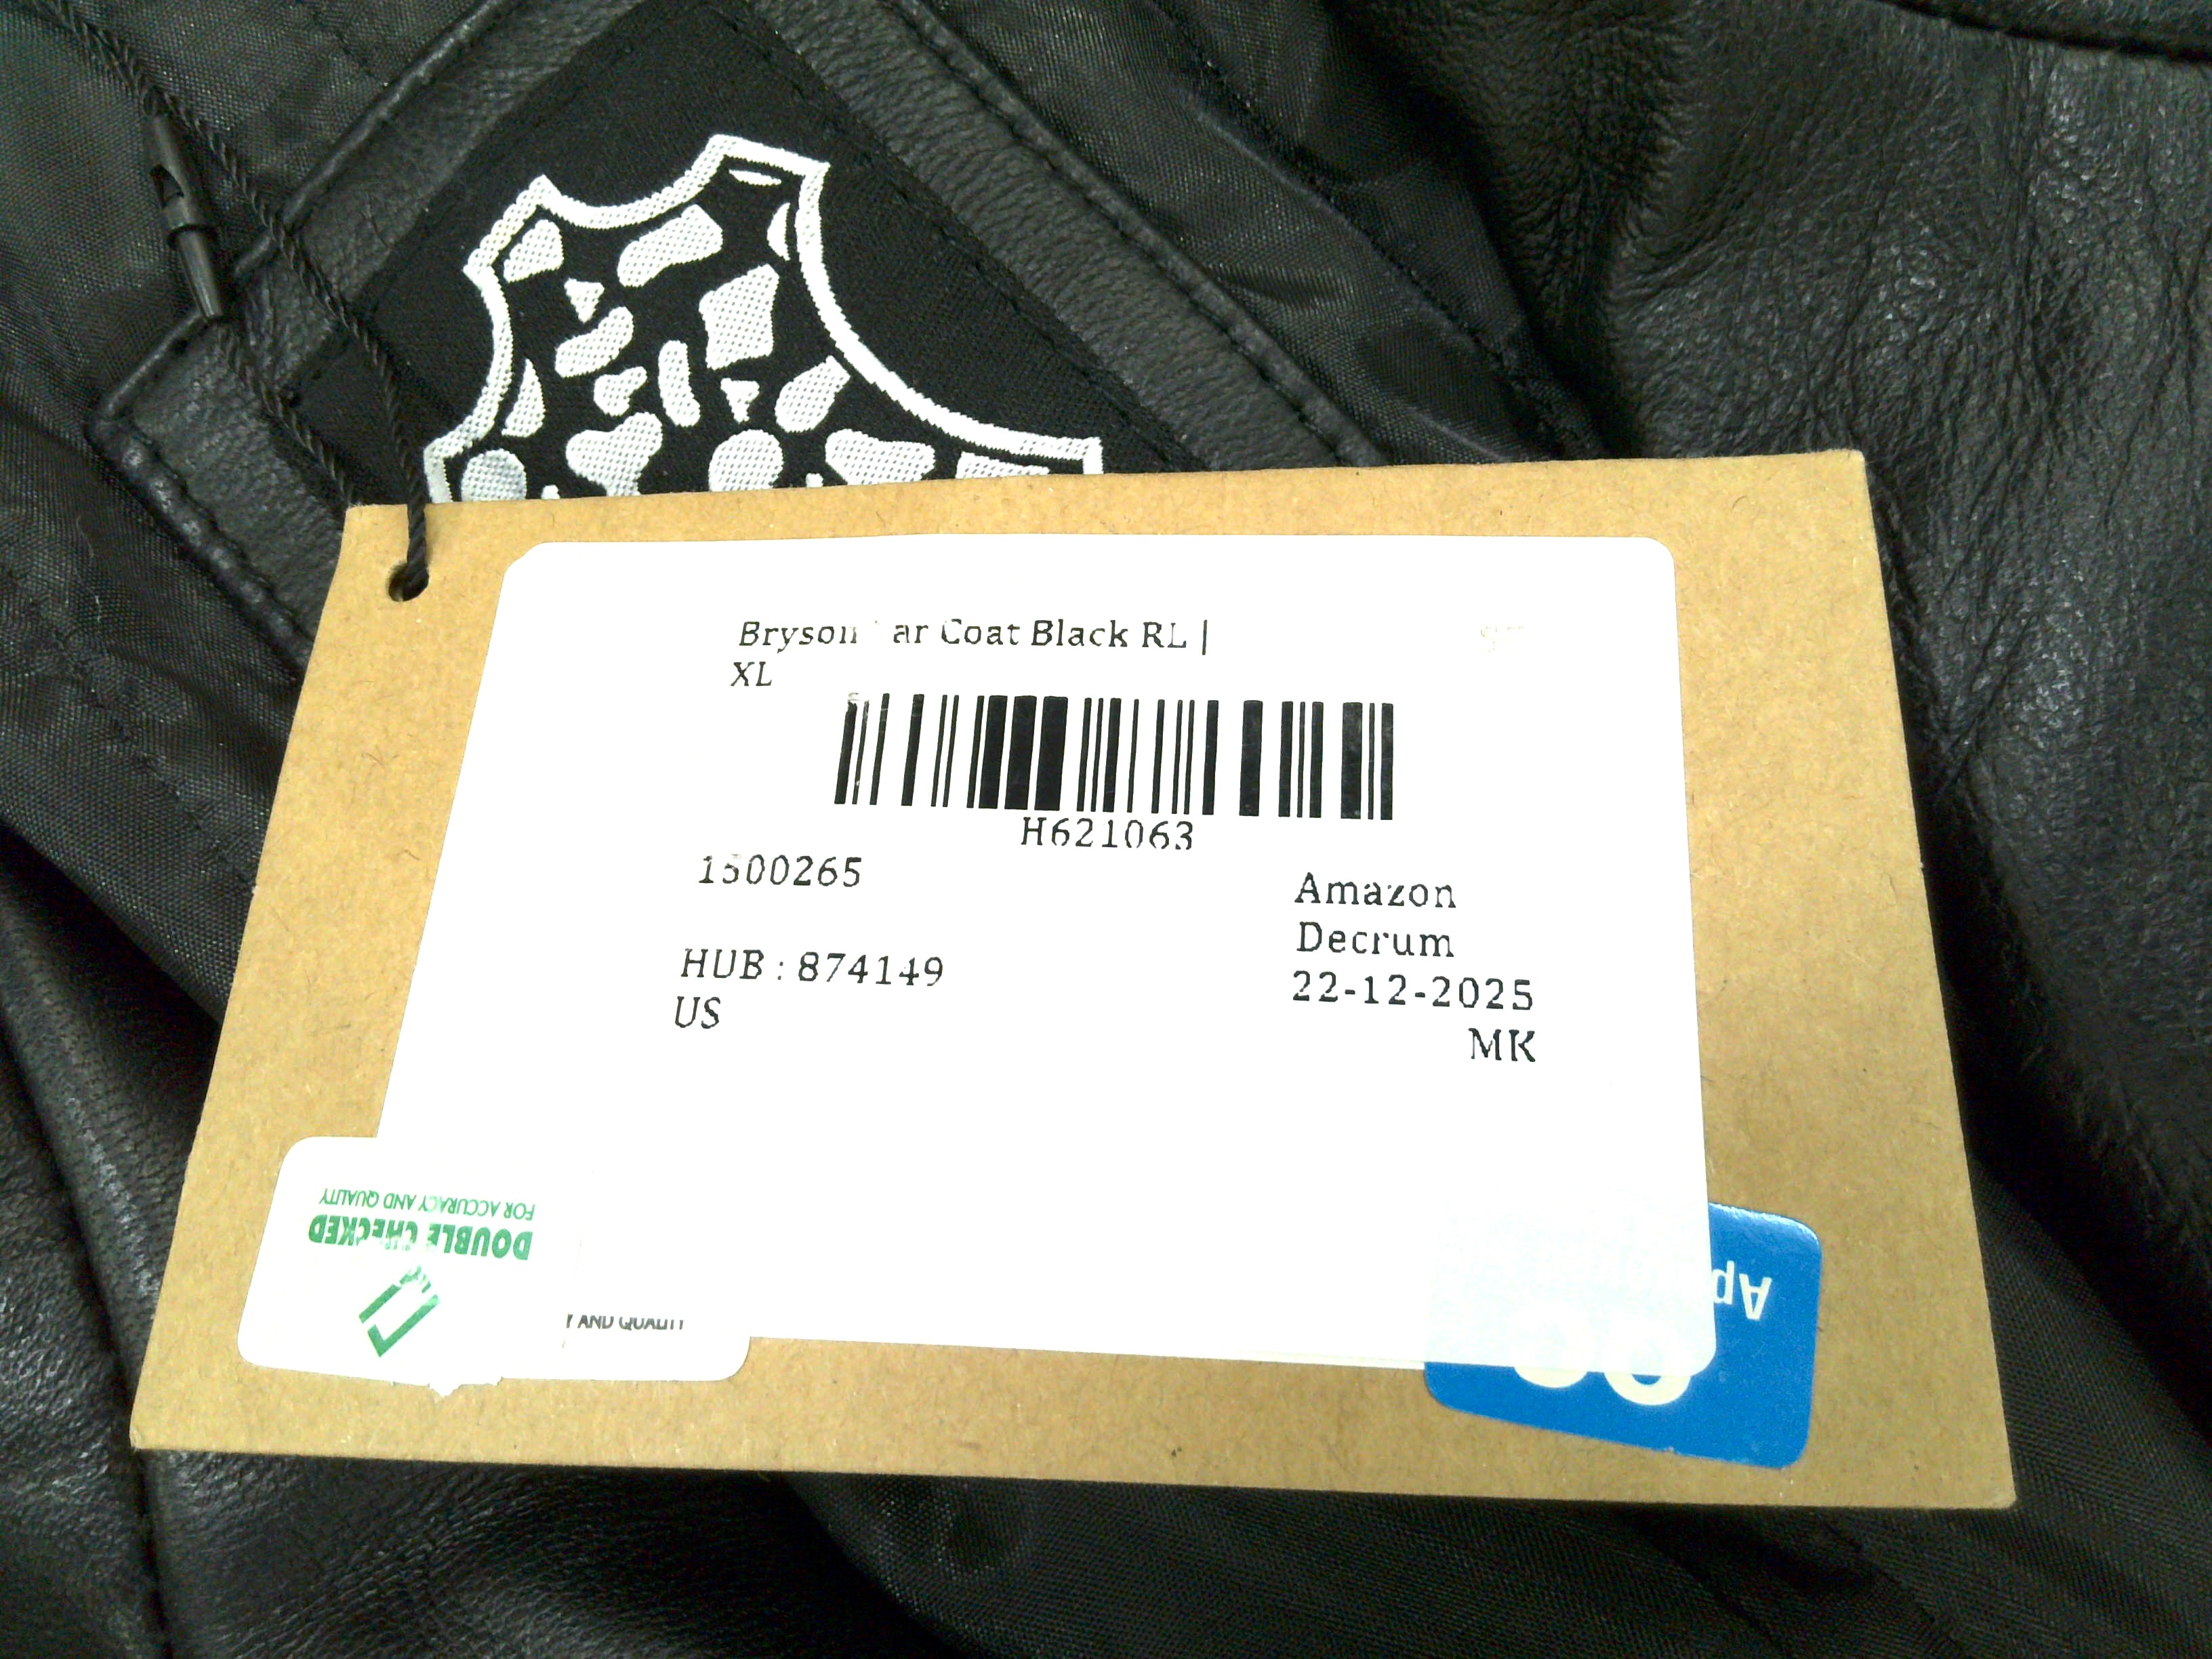 Bryson ar Coat Black RL |
XL
H621063
1500265
Amazon
Decrum
HUB : 874149
22-12-2025
US
MK
DOUBLE CHECKED
FOR ACCURACY AND QUALITY
AND QUALITY
Ap